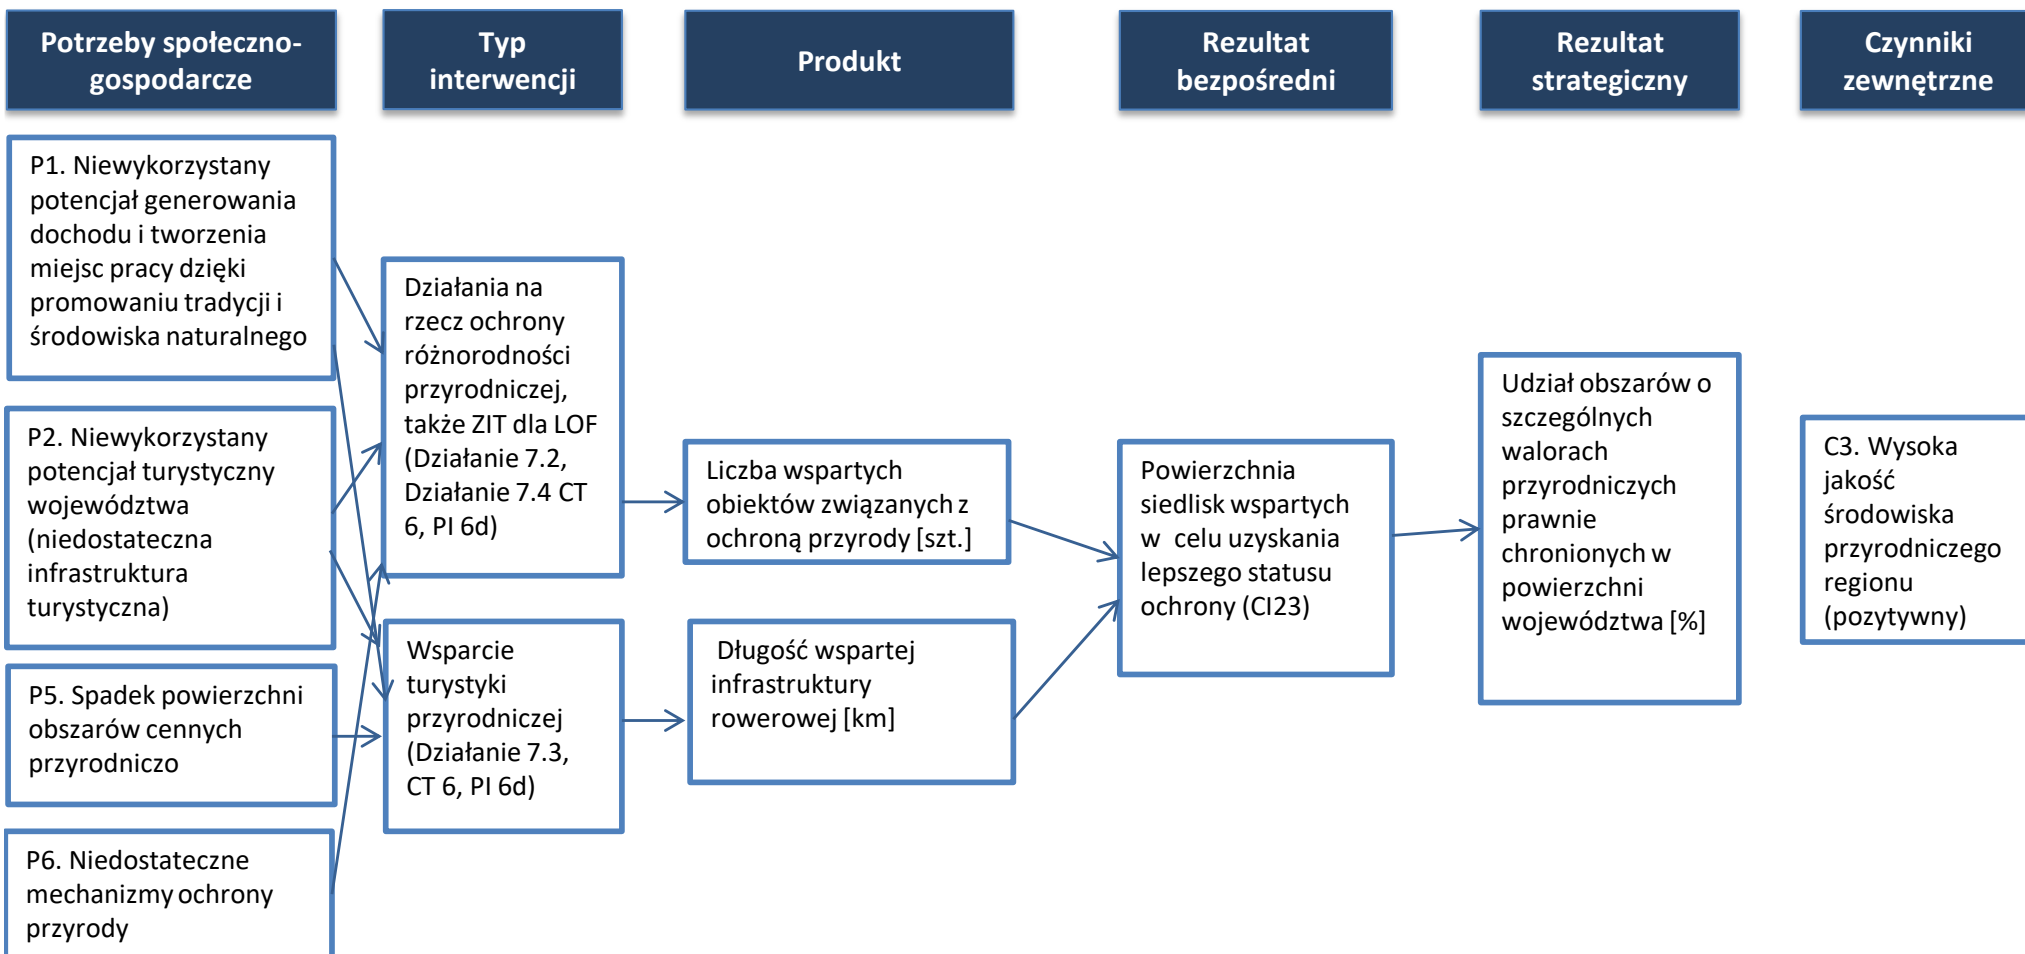 Potrzeby społeczno-
gospodarcze
Typ
interwencji
Produkt
Rezultat
bezpośredni
Rezultat
strategiczny
Czynniki
zewnętrzne
P1. Niewykorzystany
potencjał generowania
dochodu i tworzenia
miejsc pracy dzięki
promowaniu tradycji i
środowiska naturalnego
P2. Niewykorzystany
potencjał turystyczny
województwa
(niedostateczna
infrastruktura
turystyczna)
P5. Spadek powierzchni
obszarów cennych
przyrodniczo
P6. Niedostateczne
mechanizmy ochrony
przyrody
Działania na
rzecz ochrony
różnorodności
przyrodniczej,
także ZIT dla LOF
(Działanie 7.2,
Działanie 7.4 CT
6, PI 6d)
Wsparcie
turystyki
przyrodniczej
(Działanie 7.3,
CT 6, PI 6d)
Liczba wspartych
obiektów związanych z
ochroną przyrody [szt.]
Długość wspartej
infrastruktury
rowerowej [km]
Powierzchnia
siedlisk wspartych
w celu uzyskania
lepszego statusu
ochrony (CI23)
Udział obszarów o
szczególnych
walorach
przyrodniczych
prawnie
chronionych w
powierzchni
województwa [%]
C3. Wysoka
jakość
środowiska
przyrodniczego
regionu
(pozytywny)